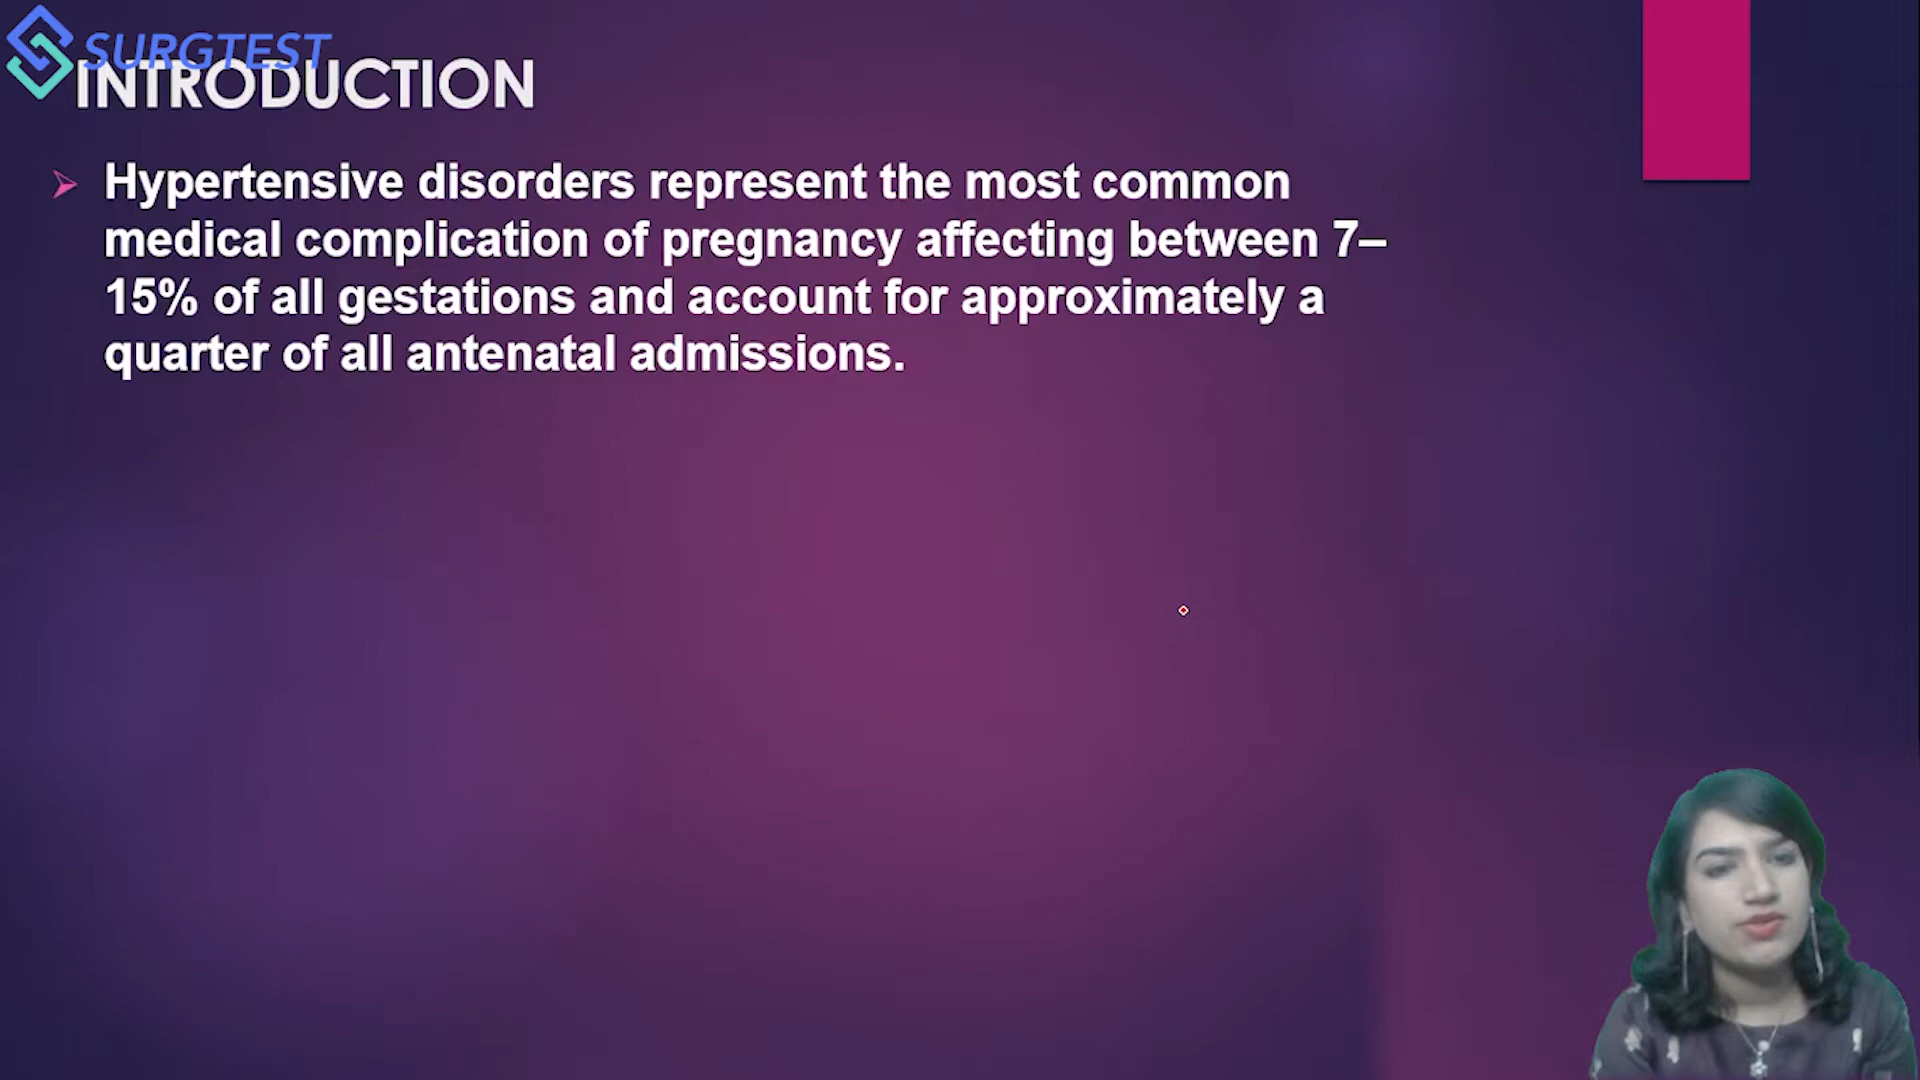 SURGTEST
INTRODUCTION
Hypertensive disorders represent the most common
medical complication of pregnancy affecting between 7–
15% of all gestations and account for approximately a
quarter of all antenatal admissions.